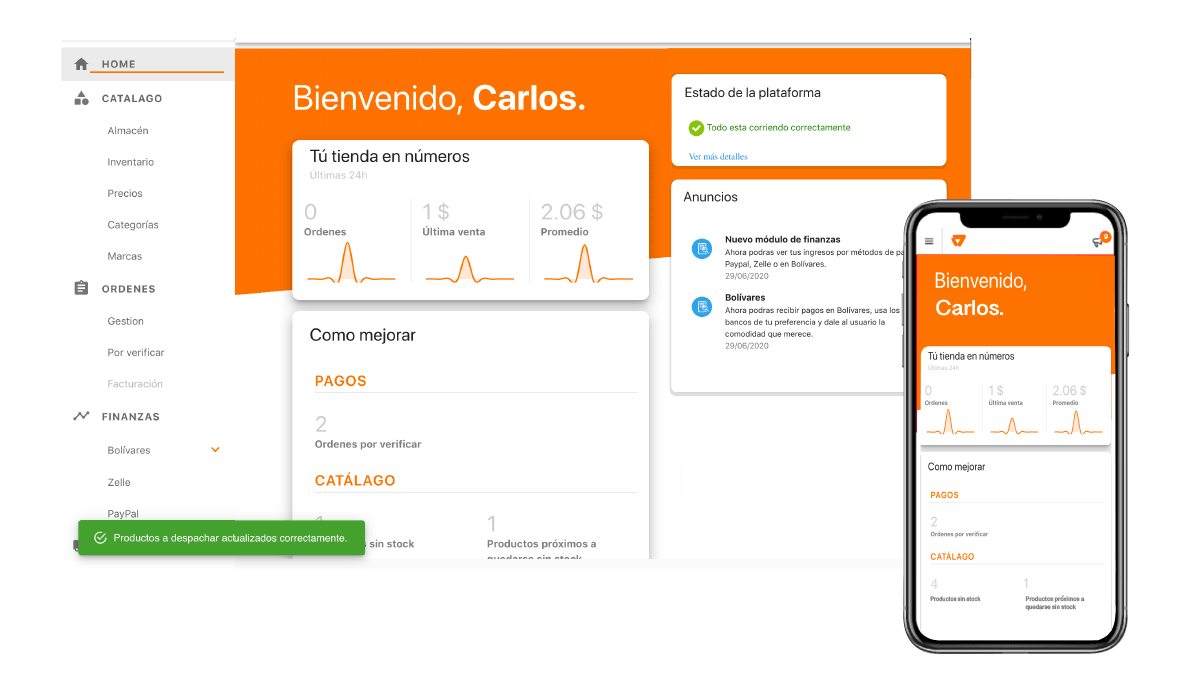 HOME
CATALAGO
Almacén
Inventario
Precios
Categorías
Marcas
ORDENES
Gestion
Por verificar
Facturación
FINANZAS
Bolívares
Zelle
PayPal
Productos a despachar actualizados correctamente.
Bienvenido, Carlos.
Tú tienda en números
Últimas 24h
0
1 $
2.06 $
Ordenes
Última venta
Promedio
Como mejorar
PAGOS
2
Ordenes por verificar
CATÁLAGO
1
1
sin stock
Productos próximos a
quedarse sin stock
Estado de la plataforma
Todo esta corriendo correctamente
Ver más detalles
Anuncios
Nuevo módulo de finanzas
Ahora podras ver tus ingresos por métodos de pa
Paypal, Zelle o en Bolívares.
29/06/2020
Bolívares
Ahora podras recibir pagos en Bolívares, usa los
bancos de tu preferencia y dale al usuario la
comodidad que merece.
29/06/2020
9
Bienvenido,
Carlos.
Tú tienda en números
Últimas 24h
0
1 $
2.06 $
Ordenes
Última venta
Promedio
Como mejorar
PAGOS
2
Ordenes por verificar
CATÁLAGO
4
1
Productos sin stock
Productos próximos a
quedarse sin stock